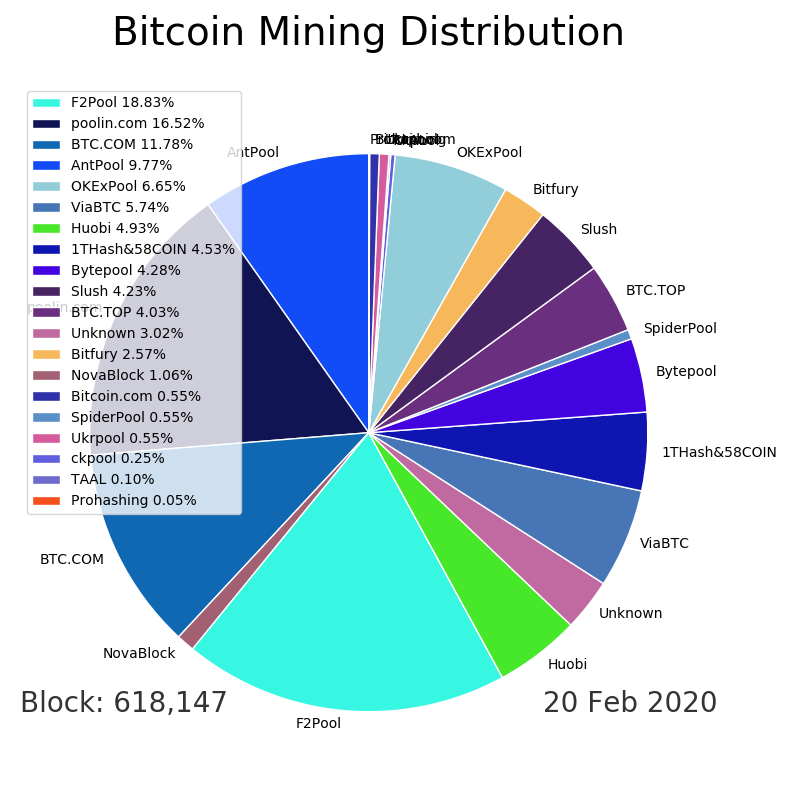 Bitcoin Mining Distribution
F2Pool 18.83%
poolin.com 16.52%
BTC.COM 11.78%
AntPool 9.77%
OKExPool 6.65%
ViaBTC 5.74%
Huobi 4.93%
1THash&58COIN 4.53%
Bytepool 4.28%
Slush 4.23%
BTC.TOP 4.03%
Unknown 3.02%
Bitfury 2.57%
NovaBlock 1.06%
Bitcoin.com 0.55%
SpiderPool 0.55%
Ukrpool 0.55%
ckpool 0.25%
TAAL 0.10%
Prohashing 0.05%
AntPool
OKExPool
Bitfury
Slush
BTC.TOP
SpiderPool
Bytepool
1THash&58COIN
ViaBTC
Unknown
Huobi
F2Pool
NovaBlock
BTC.COM
poolin.com
Block: 618,147
20 Feb 2020